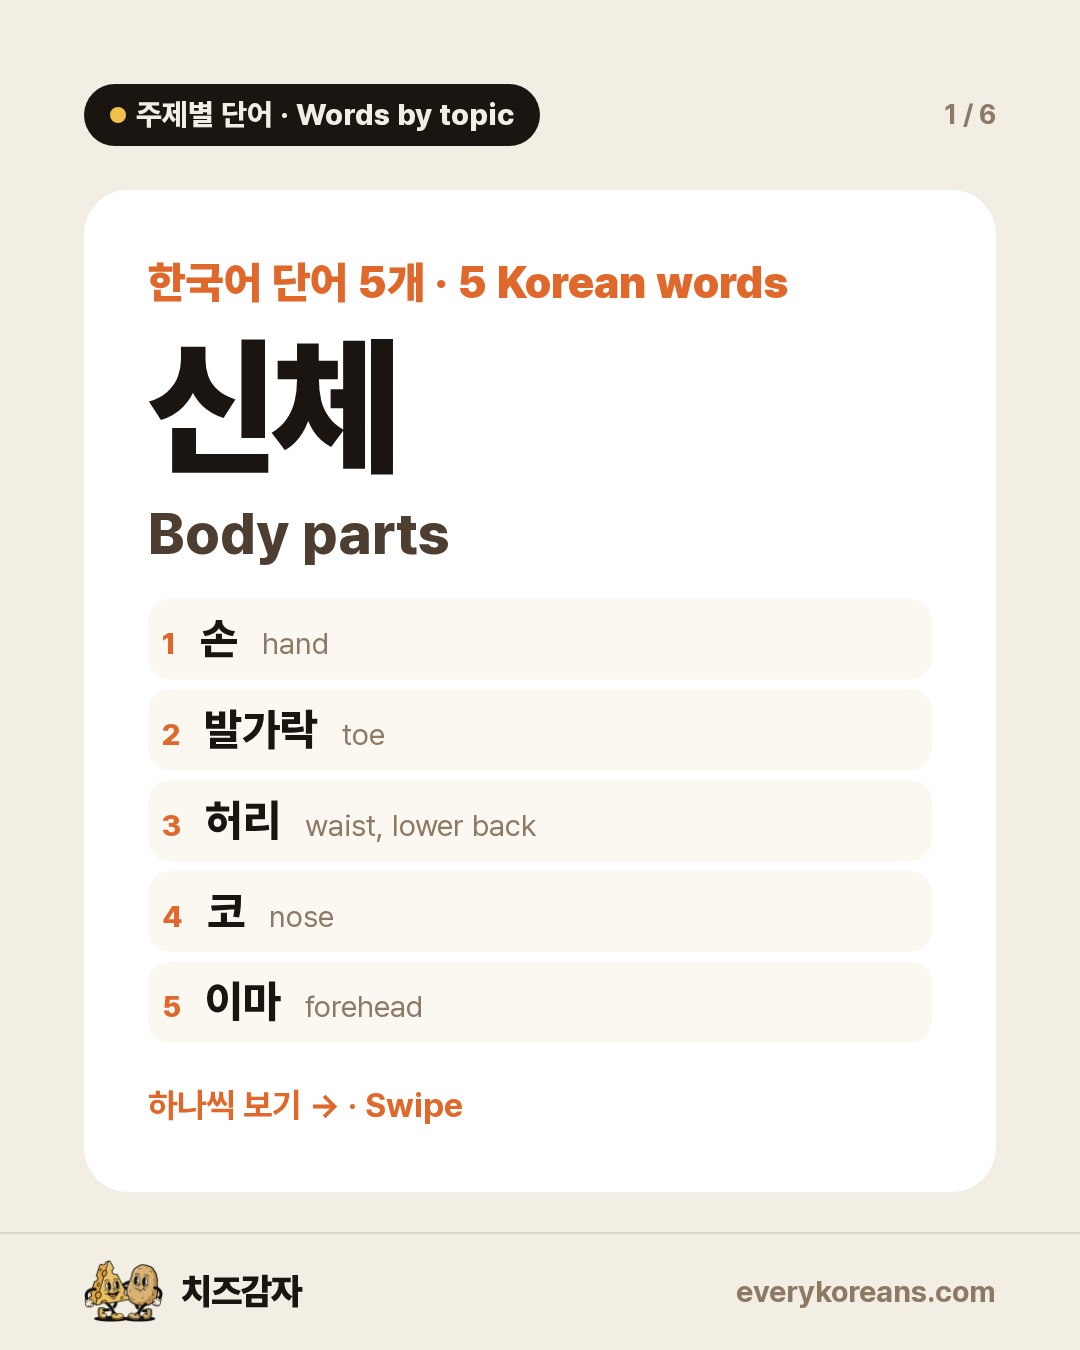 주제별 단어 · Words by topic
1 / 6
한국어 단어 5개 · 5 Korean words
신체
Body parts
1 손 hand
2 발가락 toe
3 허리 waist, lower back
4 코 nose
5 이마 forehead
하나씩 보기 → · Swipe
치즈감자
everykoreans.com